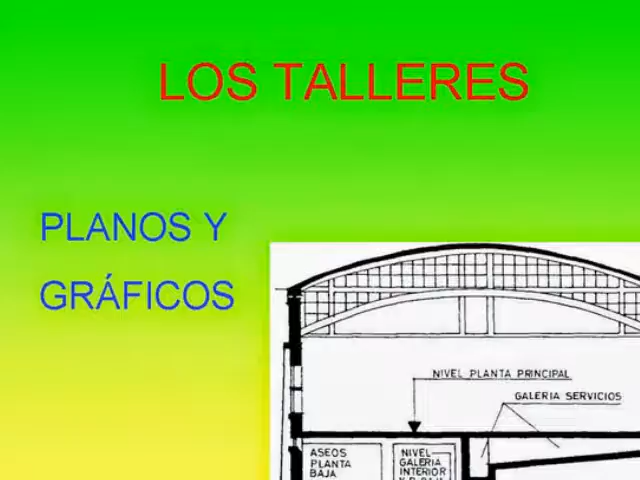 LOS TALLERES
PLANOS Y
GRÁFICOS
NIVEL PLANTA PRINCIPAL
GALERIA SERVICIOS
ASEOS
PLANTA
BAJA
NIVEL
GALERIA
INTERIOR